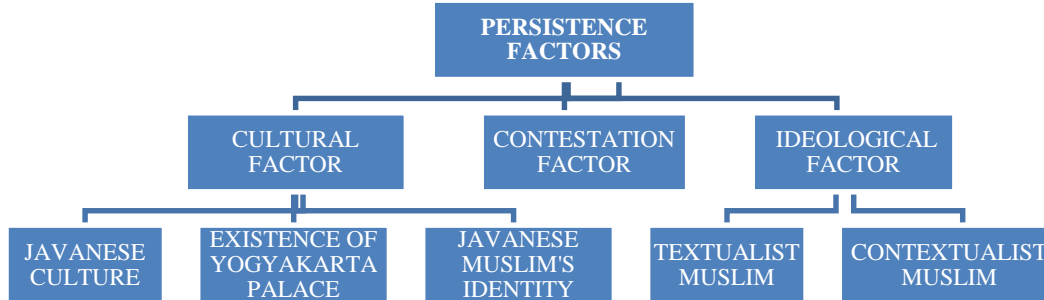 PERSISTENCE
FACTORS
CULTURAL
FACTOR
CONTESTATION
FACTOR
IDEOLOGICAL
FACTOR
JAVANESE
CULTURE
EXISTENCE OF
YOGYAKARTA
PALACE
JAVANESE
MUSLIM'S
IDENTITY
TEXTUALIST
MUSLIM
CONTEXTUALIST
MUSLIM